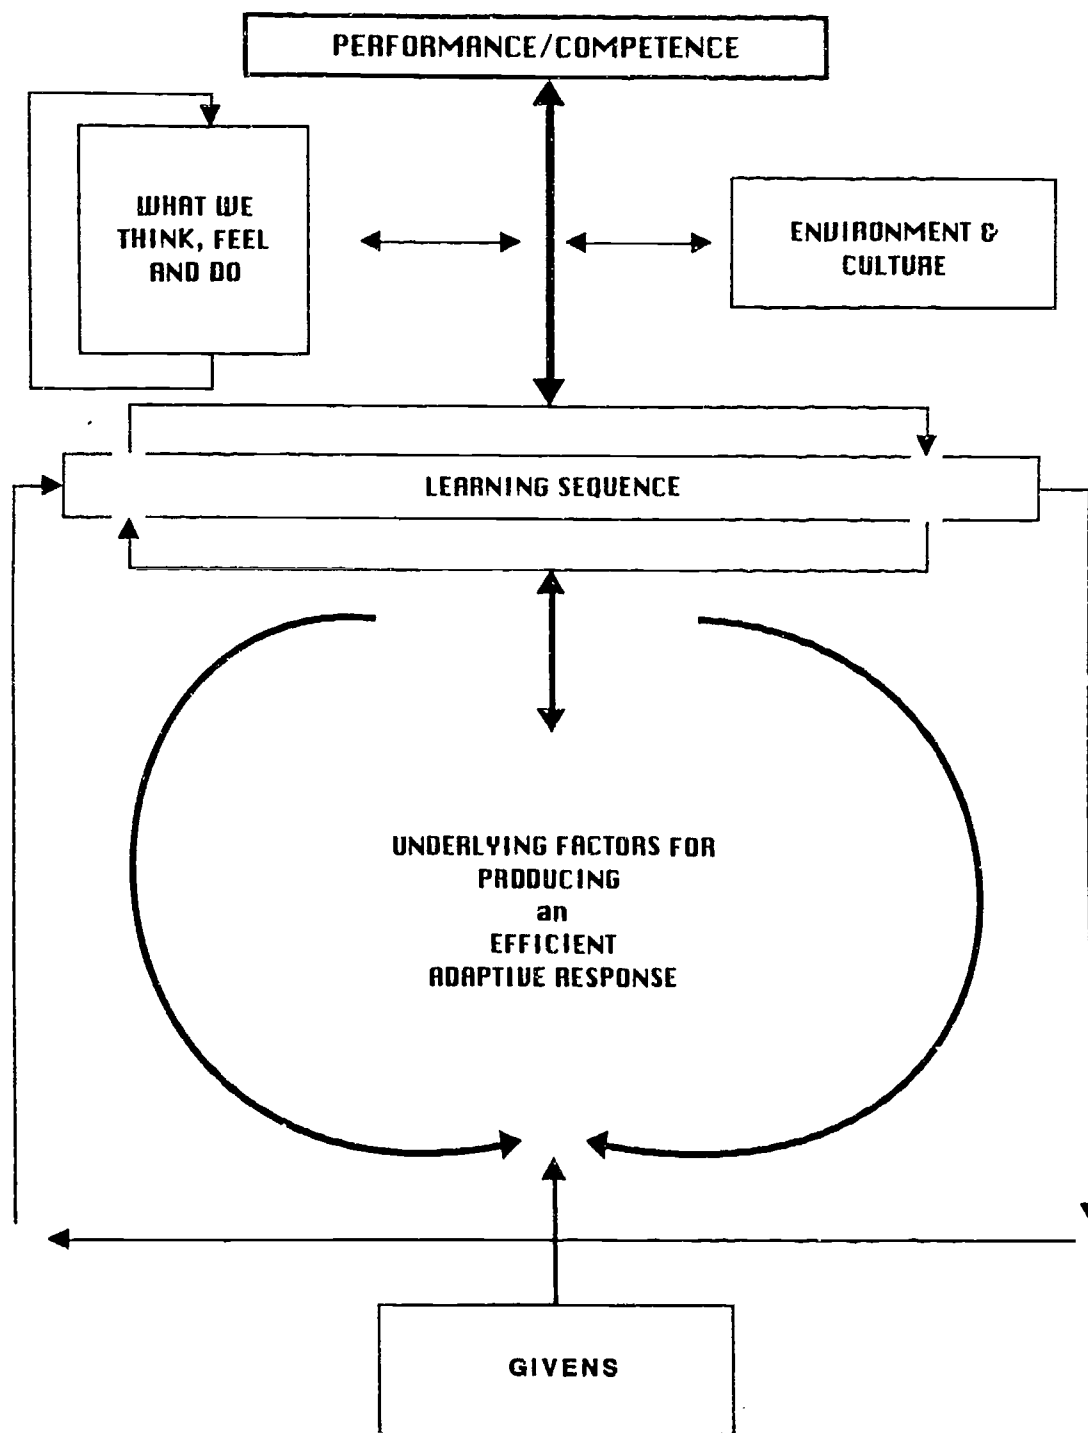 PERFORMANCE/COMPETENCE
WHAT WE
THINK, FEEL
AND DO
ENVIRONMENT &
CULTURE
LEARNING SEQUENCE
UNDERLYING FACTORS FOR
PRODUCING
an
EFFICIENT
ADAPTIVE RESPONSE
GIVENS